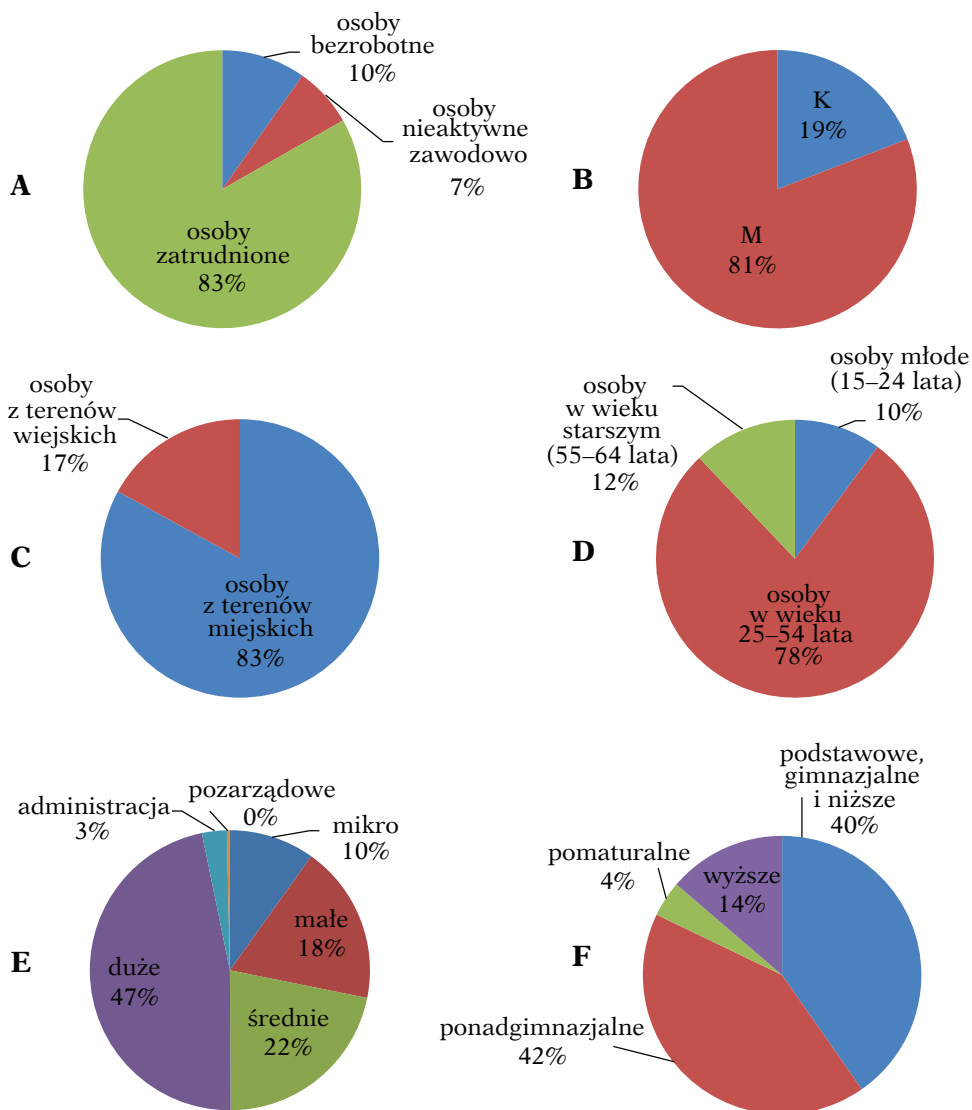 osoby
bezrobotne
10%
osoby
nieaktywne
zawodowo
7%
A
osoby
zatrudnione
83%
K
19%
B
M
81%
osoby
z terenów
wiejskich
17%
C
osoby
z terenów
miejskich
83%
osoby młode
(15–24 lata)
10%
osoby
w wieku
starszym
(55–64 lata)
12%
D
osoby
w wieku
25–54 lata
78%
pozarządowe
0%
administracja
3%
mikro
10%
małe
18%
E
duże
47%
średnie
22%
podstawowe,
gimnazjalne
i niższe
40%
pomaturalne
4%
wyższe
14%
F
ponadgimnazjalne
42%